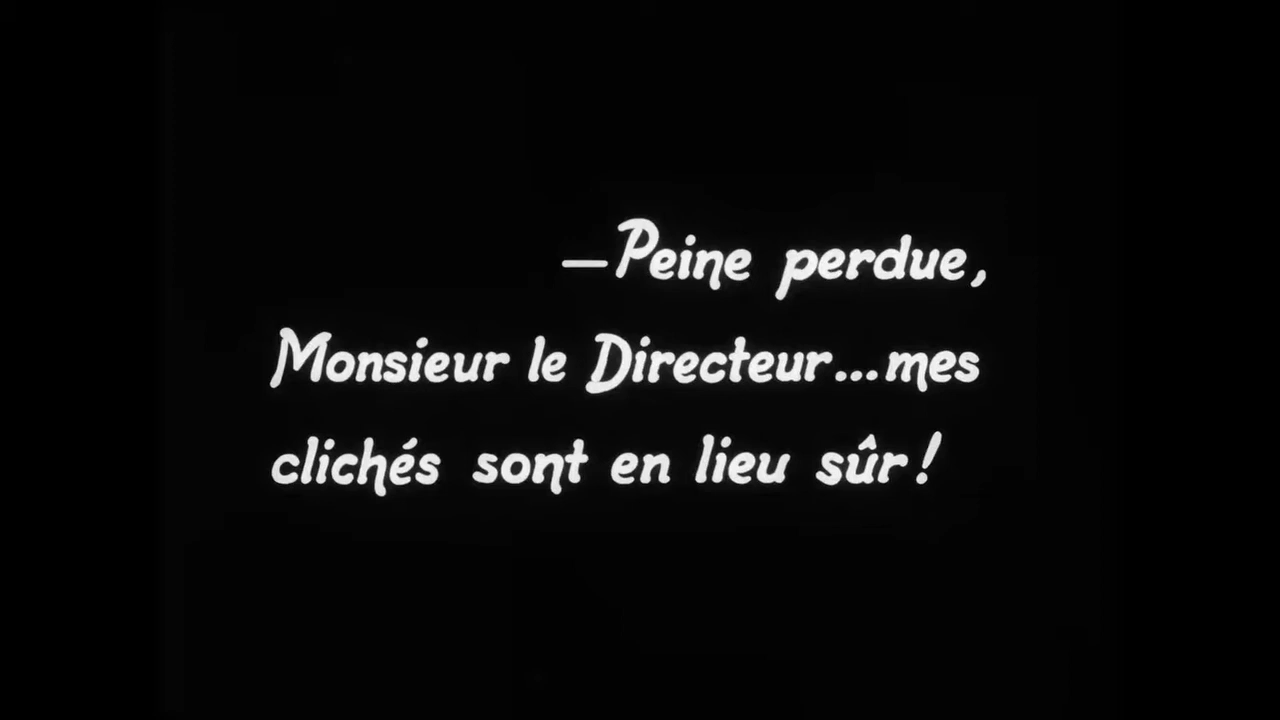 —Peine perdue,
Monsieur le Directeur...mes
clichés sont en lieu sûr!